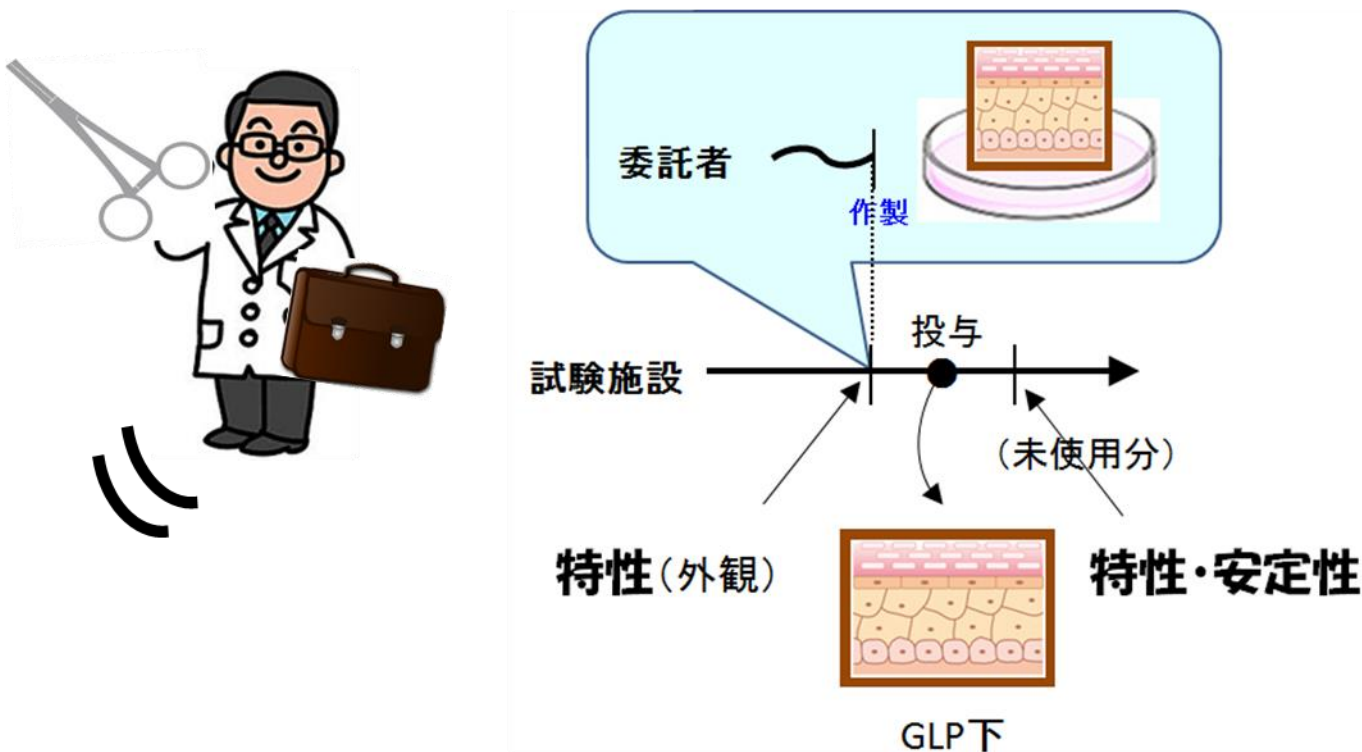 委託者
作製
投与
試験施設
（未使用分）
特性（外観）
特性・安定性
GLP下